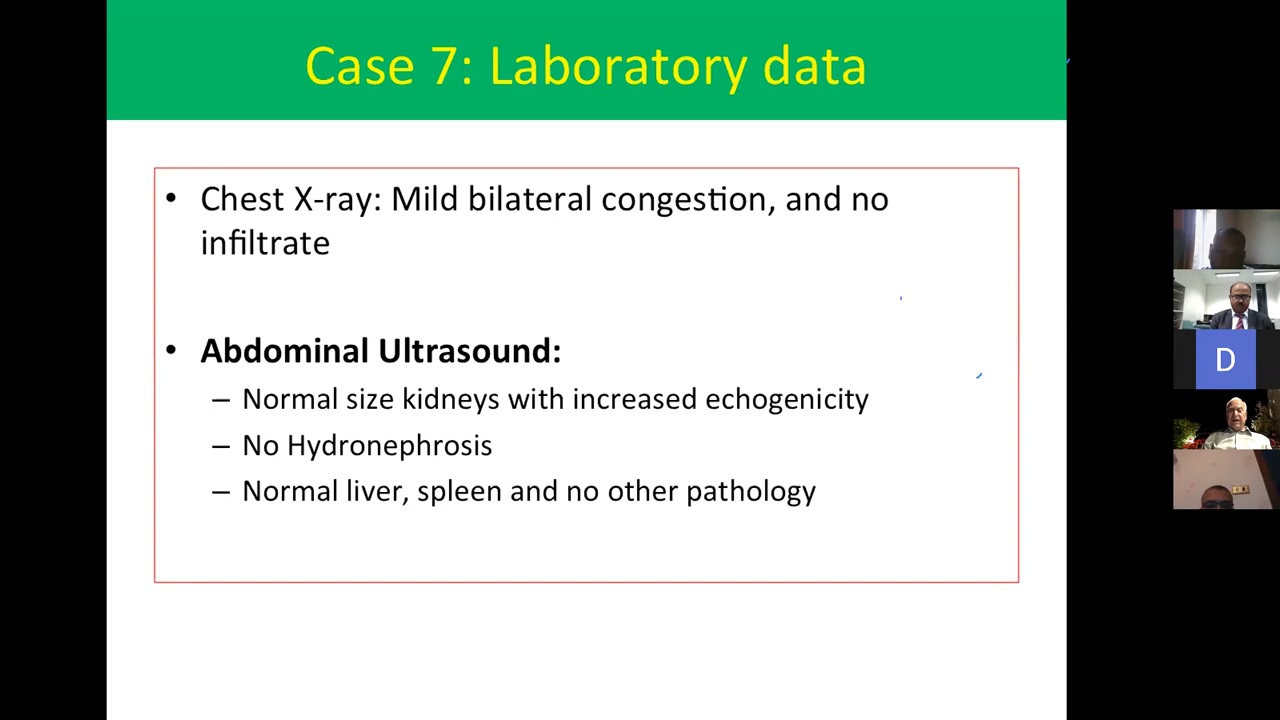 Case 7: Laboratory data
• Chest X-ray: Mild bilateral congestion, and no
infiltrate
• Abdominal Ultrasound:
– Normal size kidneys with increased echogenicity
– No Hydronephrosis
– Normal liver, spleen and no other pathology
D